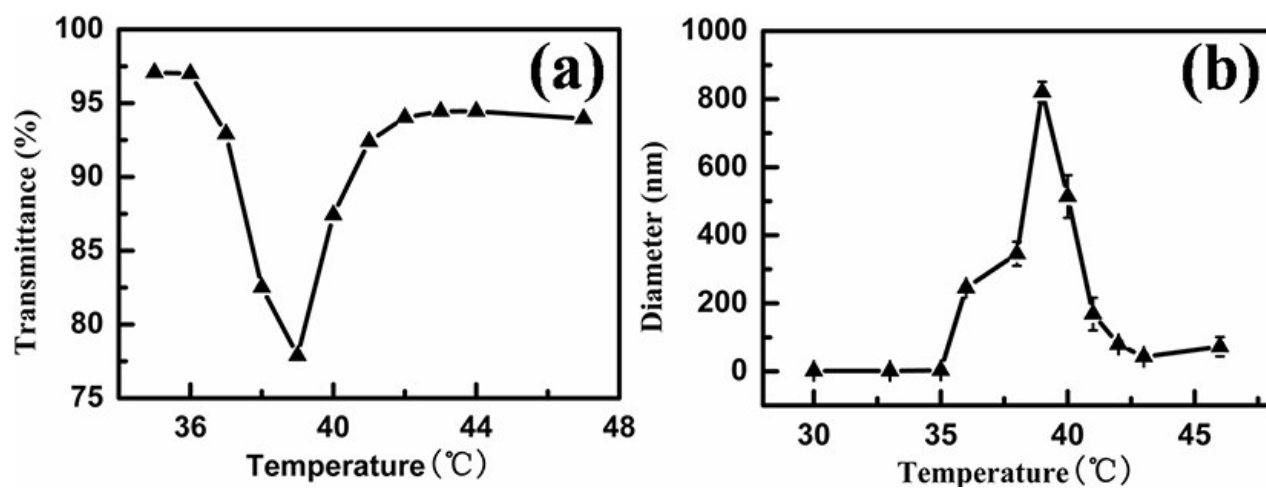 (a)
Transmittance (%)
100
95
90
85
80
75
36 40 44 48
Temperature(℃)
(b)
Diameter (nm)
1000
800
600
400
200
0
30 35 40 45
Temperature(℃)